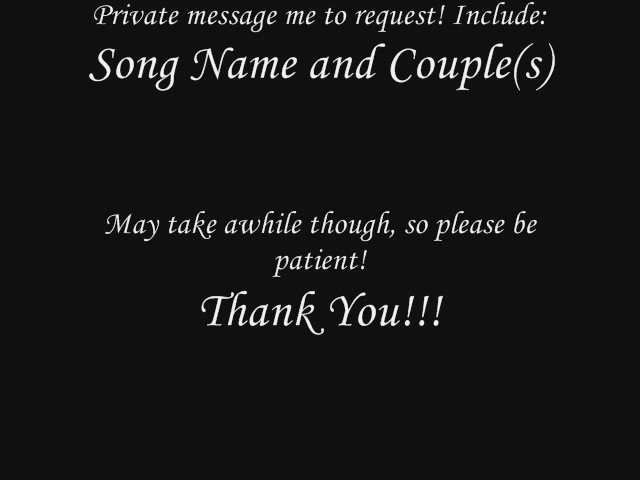 Private message me to request! Include:
Song Name and Couple(s)
May take awhile though, so please be
patient!
Thank You!!!